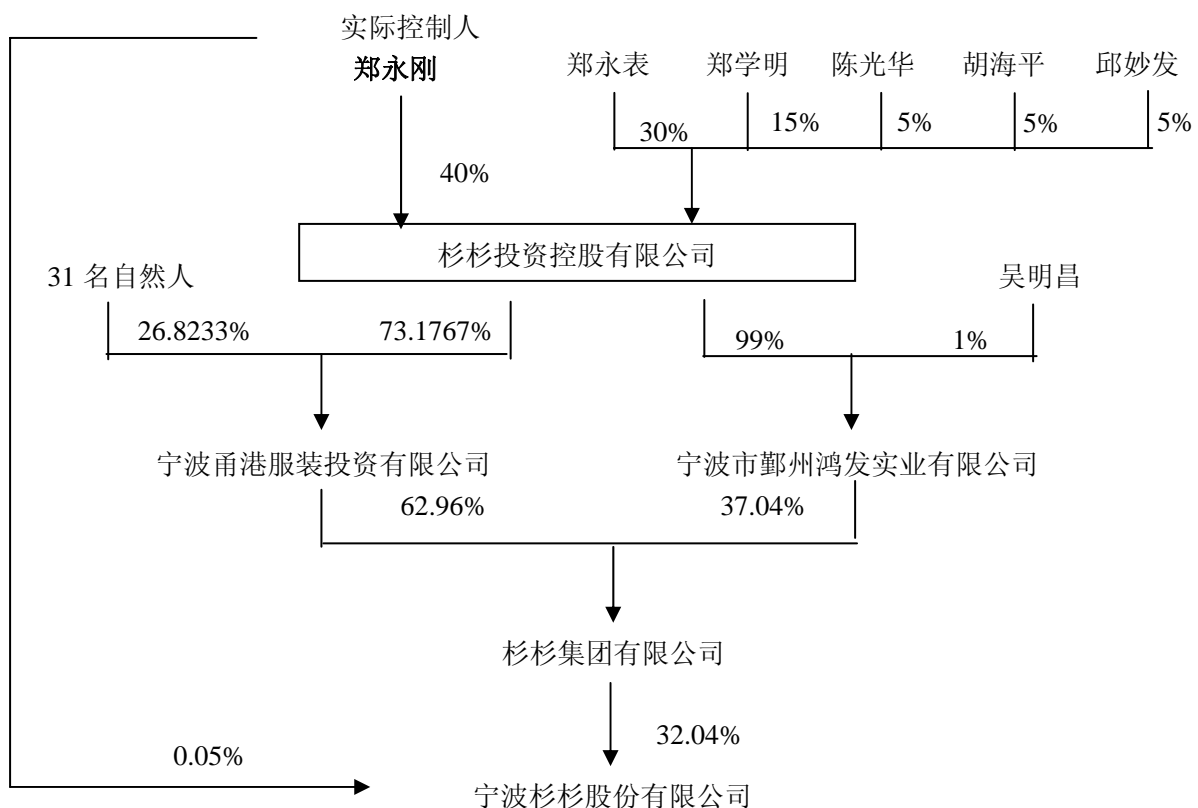 实际控制人
郑永刚
郑永表 郑学明 陈光华 胡海平 邱妙发
30% 15% 5% 5% 5%
40%
杉杉投资控股有限公司
31 名自然人 吴明昌
26.8233% 73.1767% 99% 1%
宁波甬港服装投资有限公司 宁波市鄞州鸿发实业有限公司
62.96% 37.04%
杉杉集团有限公司
32.04%
0.05%
宁波杉杉股份有限公司